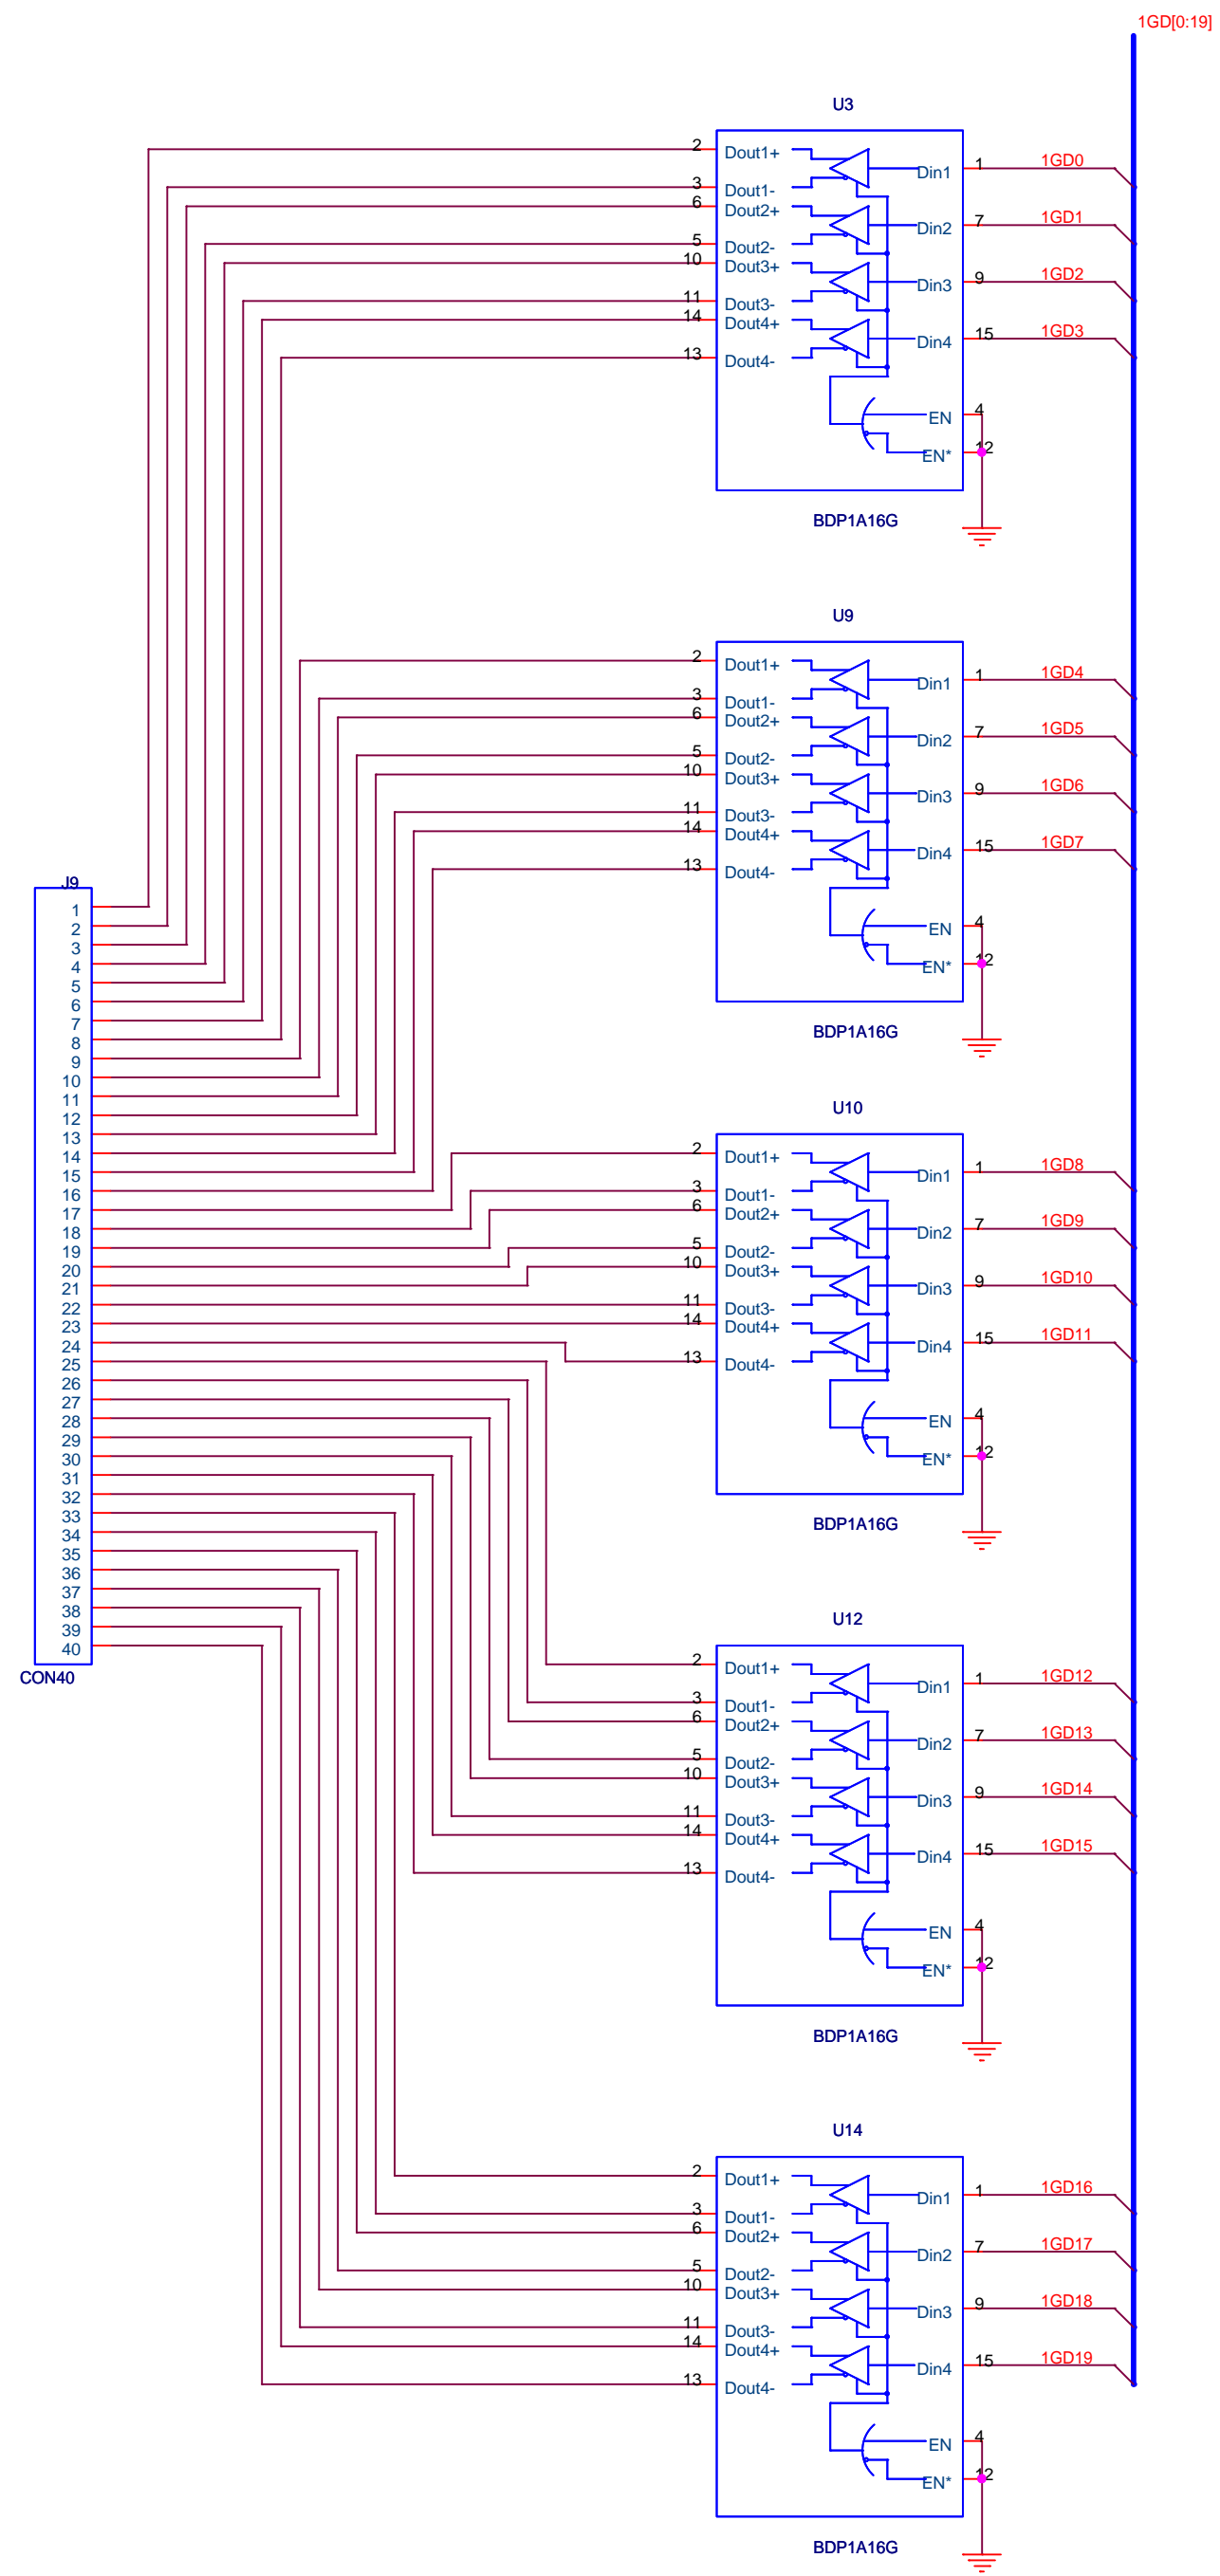 1GD[0:19]
U3
2 Dout1+ Din1 1 1GD0
3 Dout1-
6 Dout2+ Din2 7 1GD1
5 Dout2-
10 Dout3+ Din3 9 1GD2
11 Dout3-
14 Dout4+ Din4 15 1GD3
13 Dout4-
EN 4
EN* 12
BDP1A16G
U9
2 Dout1+ Din1 1 1GD4
3 Dout1-
6 Dout2+ Din2 7 1GD5
5 Dout2-
10 Dout3+ Din3 9 1GD6
11 Dout3-
14 Dout4+ Din4 15 1GD7
13 Dout4-
EN 4
EN* 12
BDP1A16G
J9
1
2
3
4
5
6
7
8
9
10
11
12
13
14
15
16
17
18
19
20
21
22
23
24
25
26
27
28
29
30
31
32
33
34
35
36
37
38
39
40
CON40
U10
2 Dout1+ Din1 1 1GD8
3 Dout1-
6 Dout2+ Din2 7 1GD9
5 Dout2-
10 Dout3+ Din3 9 1GD10
11 Dout3-
14 Dout4+ Din4 15 1GD11
13 Dout4-
EN 4
EN* 12
BDP1A16G
U12
2 Dout1+ Din1 1 1GD12
3 Dout1-
6 Dout2+ Din2 7 1GD13
5 Dout2-
10 Dout3+ Din3 9 1GD14
11 Dout3-
14 Dout4+ Din4 15 1GD15
13 Dout4-
EN 4
EN* 12
BDP1A16G
U14
2 Dout1+ Din1 1 1GD16
3 Dout1-
6 Dout2+ Din2 7 1GD17
5 Dout2-
10 Dout3+ Din3 9 1GD18
11 Dout3-
14 Dout4+ Din4 15 1GD19
13 Dout4-
EN 4
EN* 12
BDP1A16G